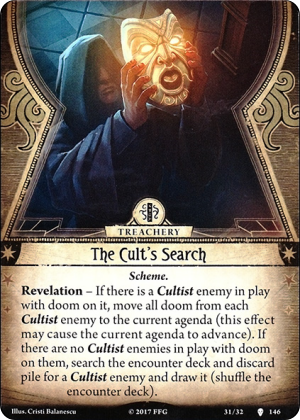 TREACHERY
The Cult's Search
Scheme.
Revelation – If there is a Cultist enemy in play
with doom on it, move all doom from each
Cultist enemy to the current agenda (this effect
may cause the current agenda to advance). If
there are no Cultist enemies in play with doom
on them, search the encounter deck and discard
pile for a Cultist enemy and draw it (shuffle the
encounter deck).
Illus. Cristi Balanescu © 2017 FFG 31/32 146